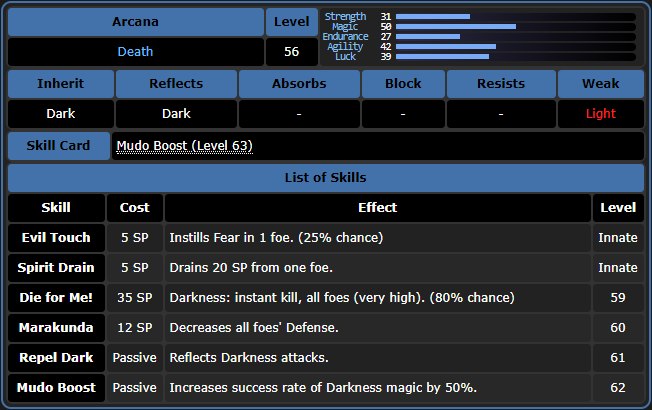 Arcana Level
Death 56
Strength 31
Magic 50
Endurance 27
Agility 42
Luck 39
Inherit Reflects Absorbs Block Resists Weak
Dark Dark - - - Light
Skill Card Mudo Boost (Level 63)
List of Skills
Skill Cost Effect Level
Evil Touch 5 SP Instills Fear in 1 foe. (25% chance) Innate
Spirit Drain 5 SP Drains 20 SP from one foe. Innate
Die for Me! 35 SP Darkness: instant kill, all foes (very high). (80% chance) 59
Marakunda 12 SP Decreases all foes' Defense. 60
Repel Dark Passive Reflects Darkness attacks. 61
Mudo Boost Passive Increases success rate of Darkness magic by 50%. 62